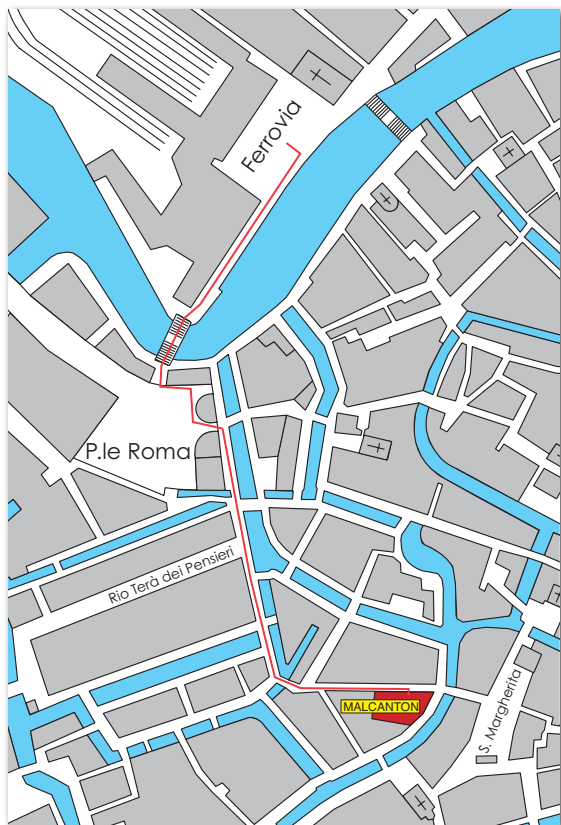 Ferrovia
P.le Roma
Rio Terà dei Pensieri
MALCANTON
S. Margherita